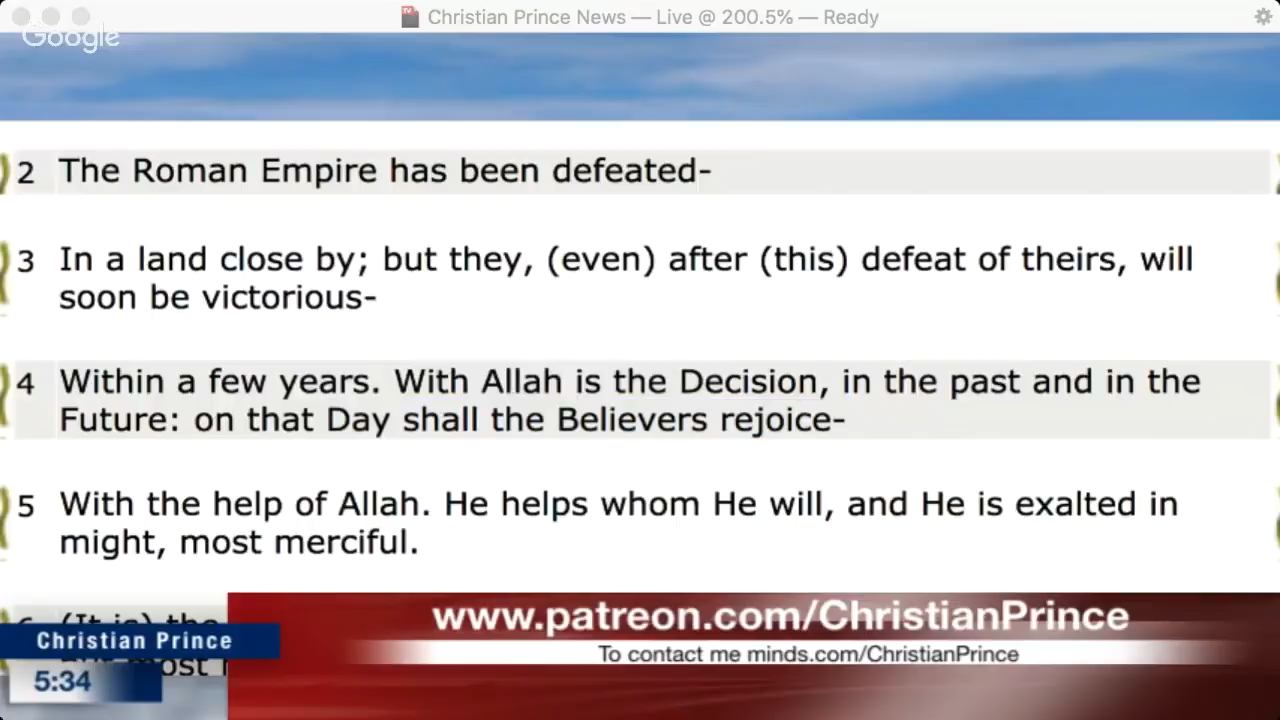 Christian Prince News — Live @ 200.5% — Ready
Google
2 The Roman Empire has been defeated-
3 In a land close by; but they, (even) after (this) defeat of theirs, will
soon be victorious-
4 Within a few years. With Allah is the Decision, in the past and in the
Future: on that Day shall the Believers rejoice-
5 With the help of Allah. He helps whom He will, and He is exalted in
might, most merciful.
(It is) the
most
www.patreon.com/ChristianPrince
Christian Prince
To contact me minds.com/ChristianPrince
5:34